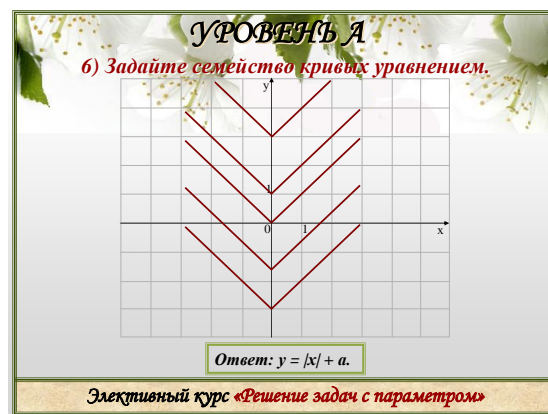 УРОВЕНЬ А
6) Задайте семейство кривых уравнением.
y
1
0 1 x
Ответ: y = |x| + a.
Элективный курс «Решение задач с параметром»